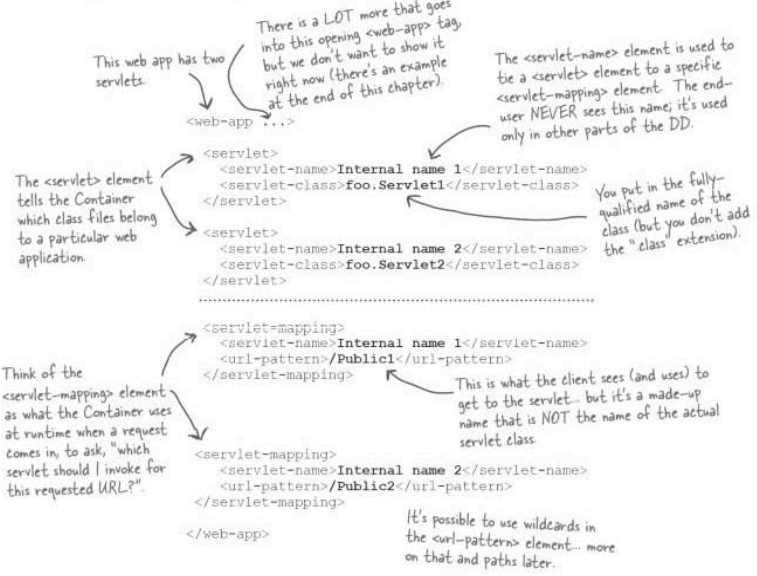 There is a LOT more that goes
into this opening <web-app> tag,
but we don't want to show it
right now (there's an example
at the end of this chapter).
This web app has two
servlets.
The <servlet-name> element is used to
tie a <servlet> element to a specific
<servlet-mapping> element. The end-
user NEVER sees this name; it's used
only in other parts of the DD.
<web-app ...>
<servlet>
<servlet-name>Internal name 1</servlet-name>
<servlet-class>foo.Servlet1</servlet-class>
</servlet>
The <servlet> element
tells the Container
which class files belong
to a particular web
application.
You put in the fully-
qualified name of the
class (but you don't add
the ".class" extension).
<servlet>
<servlet-name>Internal name 2</servlet-name>
<servlet-class>foo.Servlet2</servlet-class>
</servlet>
<servlet-mapping>
<servlet-name>Internal name 1</servlet-name>
<url-pattern>/Public1</url-pattern>
</servlet-mapping>
Think of the
<servlet-mapping> element
as what the Container uses
at runtime when a request
comes in, to ask, "which
servlet should I invoke for
this requested URL?".
This is what the client sees (and uses) to
get to the servlet... but it's a made-up
name that is NOT the name of the actual
servlet class.
<servlet-mapping>
<servlet-name>Internal name 2</servlet-name>
<url-pattern>/Public2</url-pattern>
</servlet-mapping>
</web-app>
It's possible to use wildcards in
the <url-pattern> element... more
on that and paths later.